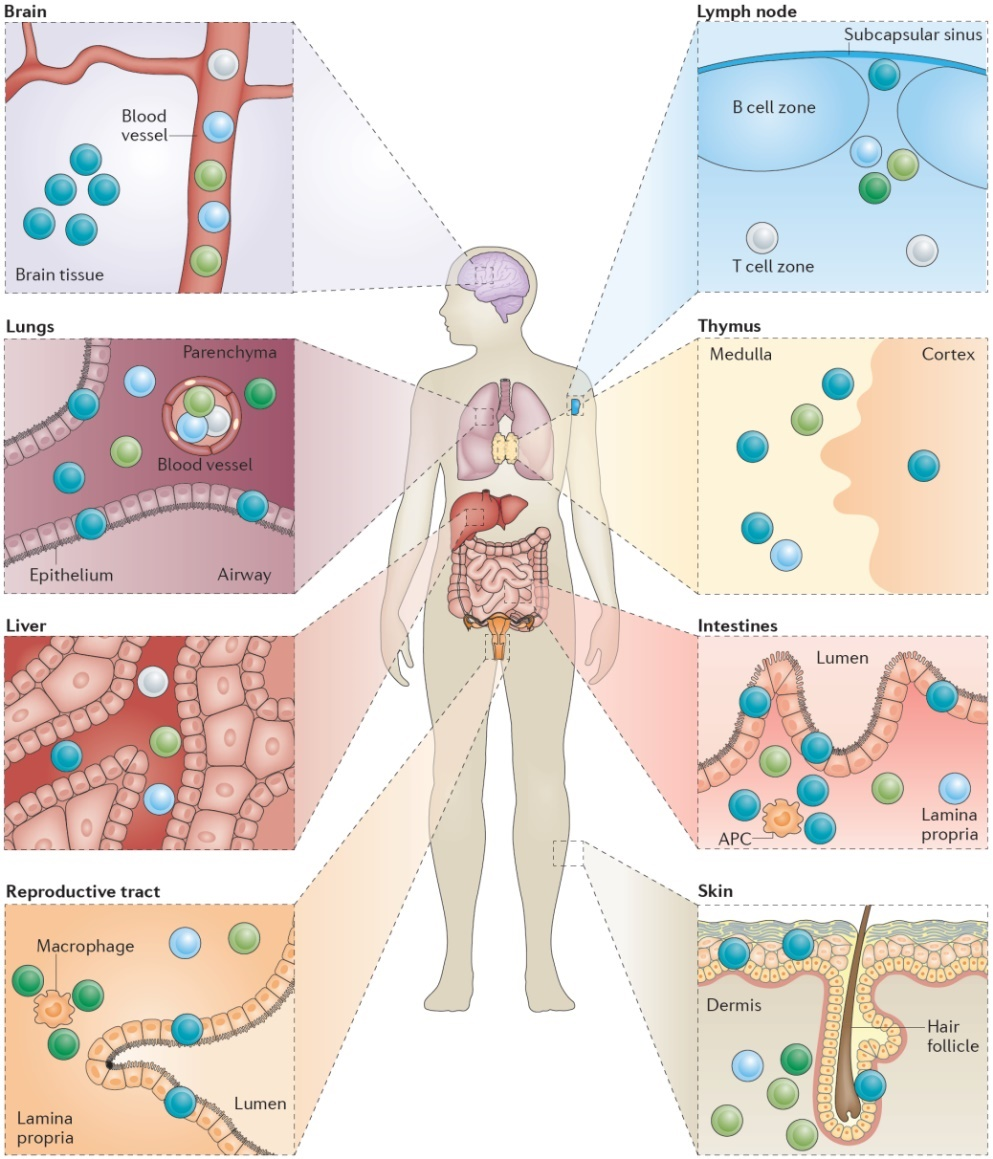 Brain
Blood
vessel
Brain tissue
Lymph node
Subcapsular sinus
B cell zone
T cell zone
Lungs
Parenchyma
Blood vessel
Epithelium
Airway
Thymus
Medulla
Cortex
Liver
Intestines
Lumen
APC
Lamina
propria
Reproductive tract
Macrophage
Lamina
propria
Lumen
Skin
Dermis
Hair
follicle